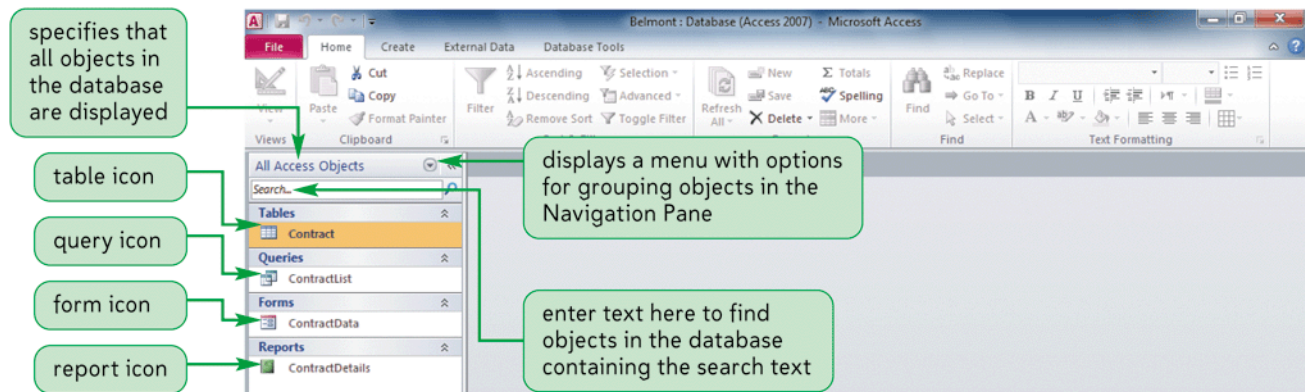 Belmont : Database (Access 2007) - Microsoft Access
File Home Create External Data Database Tools
Cut
Copy
Format Painter
View
Paste
Views
Clipboard
Filter
Ascending
Descending
Remove Sort
Selection
Advanced
Toggle Filter
Refresh
All
New
Save
Delete
Totals
Spelling
More
Find
Replace
Go To
Select
Find
B I U
A
Text Formatting
specifies that
all objects in
the database
are displayed
table icon
query icon
form icon
report icon
All Access Objects
Search...
Tables
Contract
Queries
ContractList
Forms
ContractData
Reports
ContractDetails
displays a menu with options
for grouping objects in the
Navigation Pane
enter text here to find
objects in the database
containing the search text